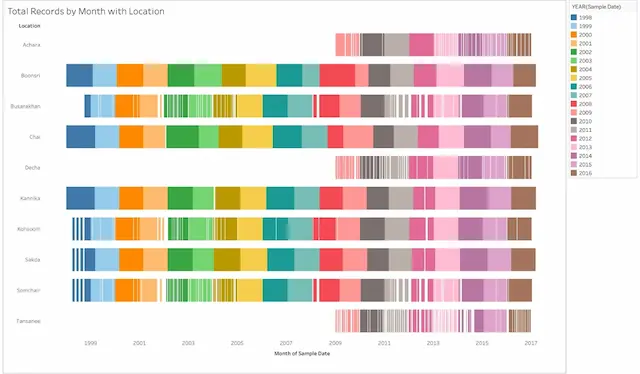 Total Records by Month with Location
YEAR(Sample Date)
Location
1998
1999
2000
2001
2002
2003
2004
2005
2006
2007
2008
2009
2010
2011
2012
2013
2014
2015
2016
Achara
Boonsri
Busarakhan
Chai
Decha
Kannika
Kohsoom
Sakda
Somchair
Tansanee
1999
2001
2003
2005
2007
2009
2011
2013
2015
2017
Month of Sample Date